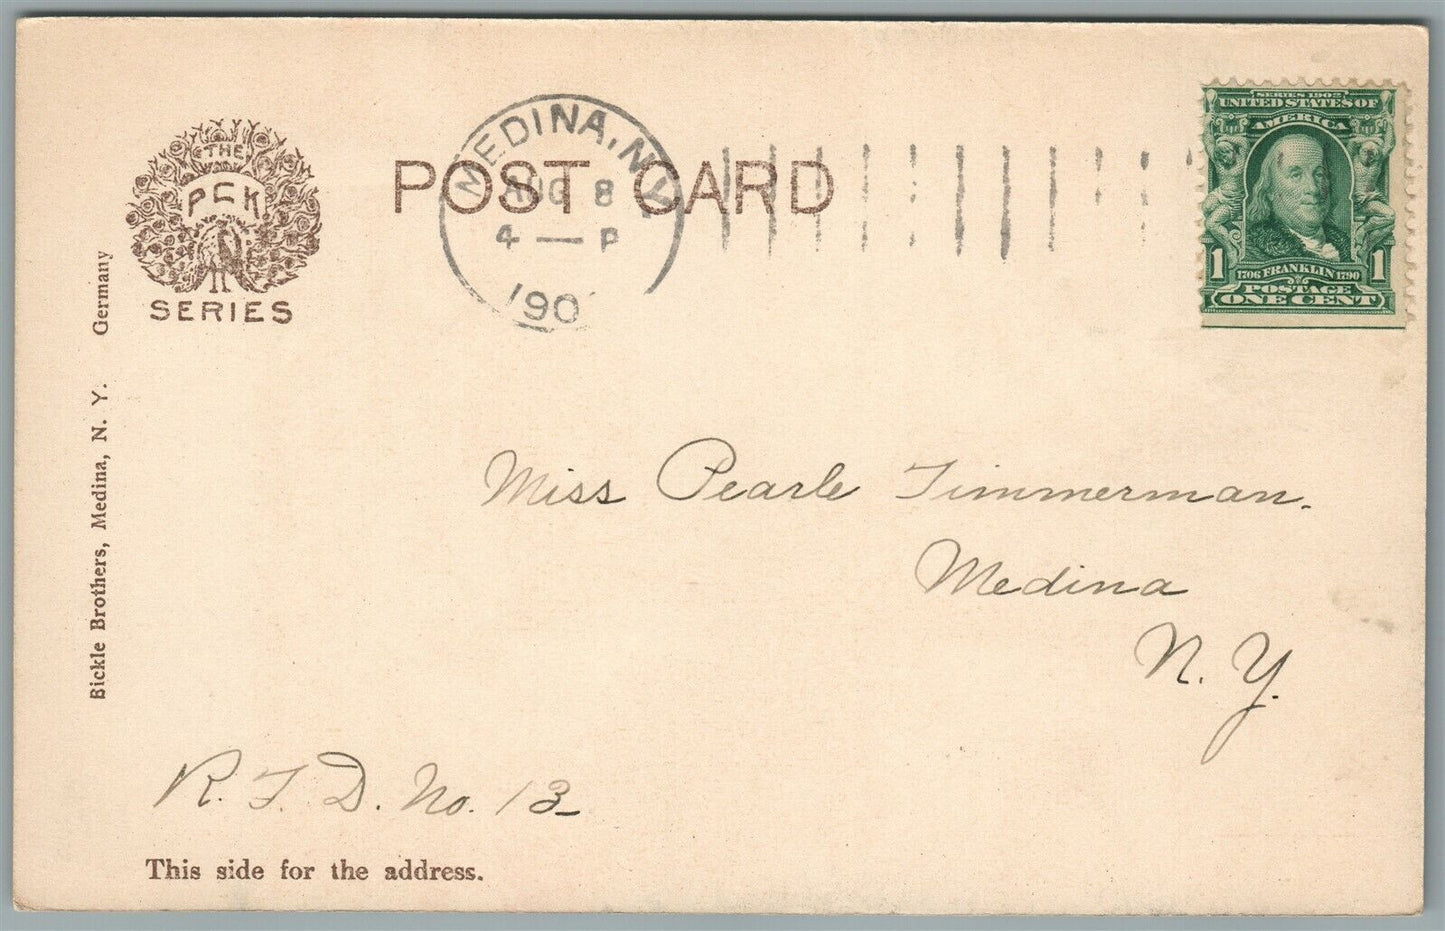 THE
PCK
SERIES
POST CARD
MEDINA, N.Y.
AUG 8
4 — P
190
SERIES 1902
UNITED STATES OF
AMERICA
1 1706 FRANKLIN 1790 1
POSTAGE
ONE CENT
Bickle Brothers, Medina, N. Y. Germany
Miss Pearle Timmerman.
Medina
N. Y.
R. F. D. No. 13
This side for the address.